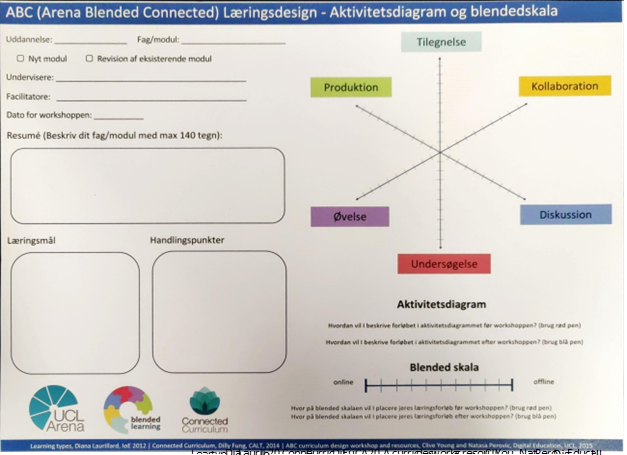 ABC (Arena Blended Connected) Læringsdesign - Aktivitetsdiagram og blendedskala
Uddannelse: Fag/modul:
Nyt modul Revision af eksisterende modul
Undervisere:
Facilitatore:
Dato for workshoppen:
Resumé (Beskriv dit fag/modul med max 140 tegn):
Læringsmål Handlingspunkter
Tilegnelse
Produktion
Kollaboration
Øvelse
Diskussion
Undersøgelse
Aktivitetsdiagram
Hvordan vil I beskrive forløbet i aktivitetsdiagrammet før workshoppen? (brug rød pen)
Hvordan vil I beskrive forløbet i aktivitetsdiagrammet efter workshoppen? (brug blå pen)
Blended skala
online offline
Hvor på blended skalaen vil I placere jeres læringsforløb før workshoppen? (brug rød pen)
Hvor på blended skalaen vil I placere jeres læringsforløb efter workshoppen? (brug blå pen)
UCL
Arena
blended
learning
Connected
Curriculum
Learning types, Diana Laurillard, IoE 2012 | Connected Curriculum, Dilly Fung, CALT, 2014 | ABC curriculum design workshop and resources, Clive Young and Natasa Perovic, Digital Education, UCL, 2015